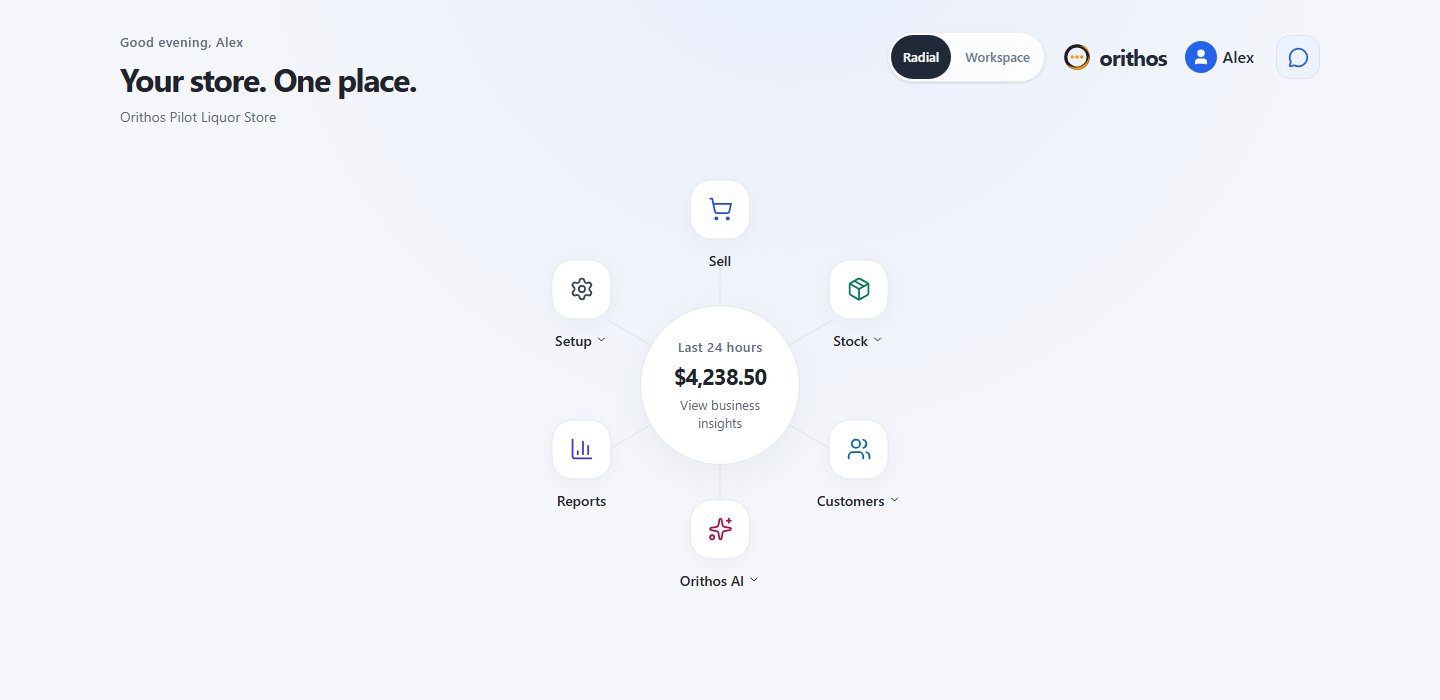 Good evening, Alex
Your store. One place.
Orithos Pilot Liquor Store
Radial
Workspace
orithos
Alex
Sell
Setup
Stock
Last 24 hours
$4,238.50
View business
insights
Reports
Customers
Orithos AI